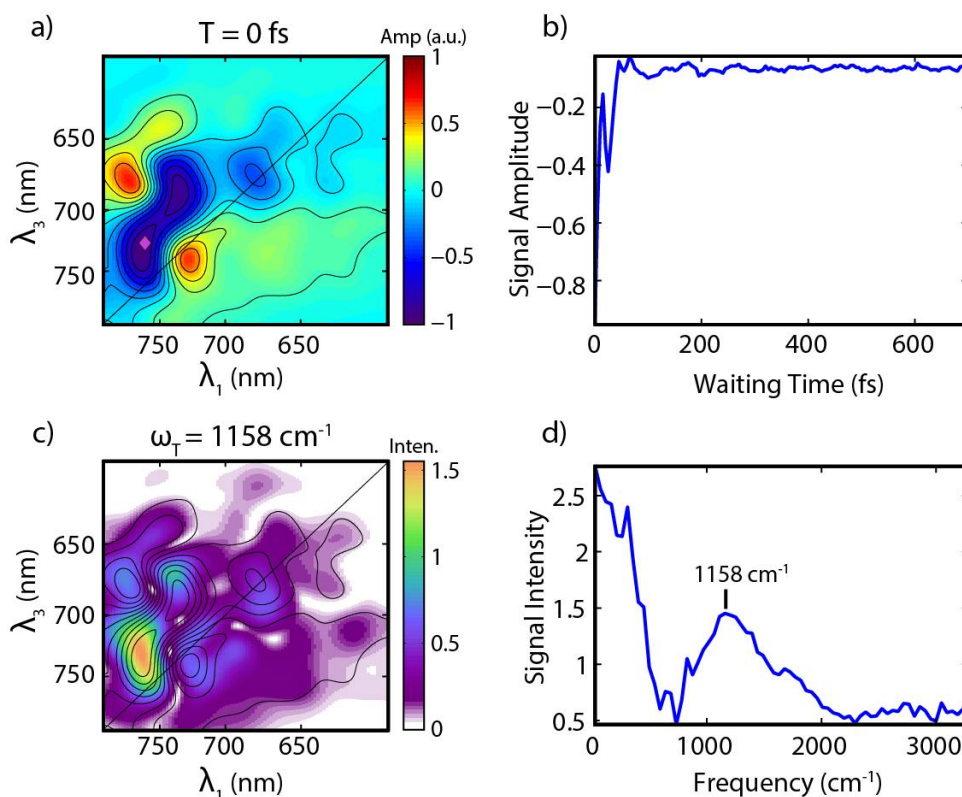 a)
T = 0 fs
Amp (a.u.)
1
0.5
0
−0.5
−1
650
700
750
λ3 (nm)
750
700
650
λ1 (nm)
b)
−0.2
−0.4
−0.6
−0.8
Signal Amplitude
0
200
400
600
Waiting Time (fs)
c)
ωT = 1158 cm-1
Inten.
1.5
1
0.5
0
650
700
750
λ3 (nm)
750
700
650
λ1 (nm)
d)
2.5
2
1.5
1
0.5
Signal Intensity
1158 cm-1
0
1000
2000
3000
Frequency (cm-1)